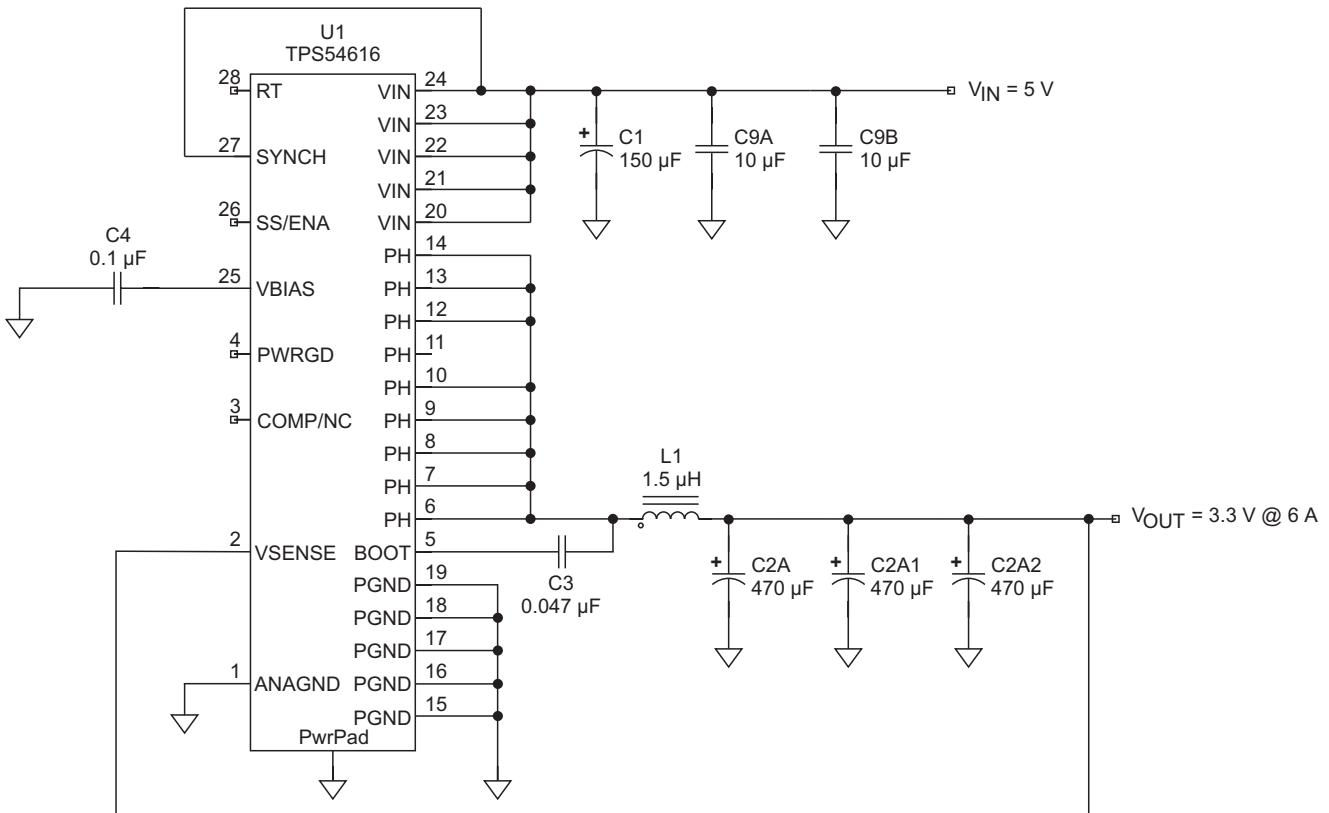 U1
TPS54616
28 RT VIN 24
VIN 23
27 SYNCH VIN 22
VIN 21
26 SS/ENA VIN 20
PH 14
25 VBIAS PH 13
PH 12
4 PWRGD PH 11
PH 10
3 COMP/NC PH 9
PH 8
PH 7
PH 6
2 VSENSE BOOT 5
PGND 19
PGND 18
PGND 17
1 ANAGND PGND 16
PGND 15
PwrPad
C4
0.1 µF
VIN = 5 V
+ C1
150 µF
C9A
10 µF
C9B
10 µF
L1
1.5 µH
VOUT = 3.3 V @ 6 A
C3
0.047 µF
+ C2A
470 µF
+ C2A1
470 µF
+ C2A2
470 µF